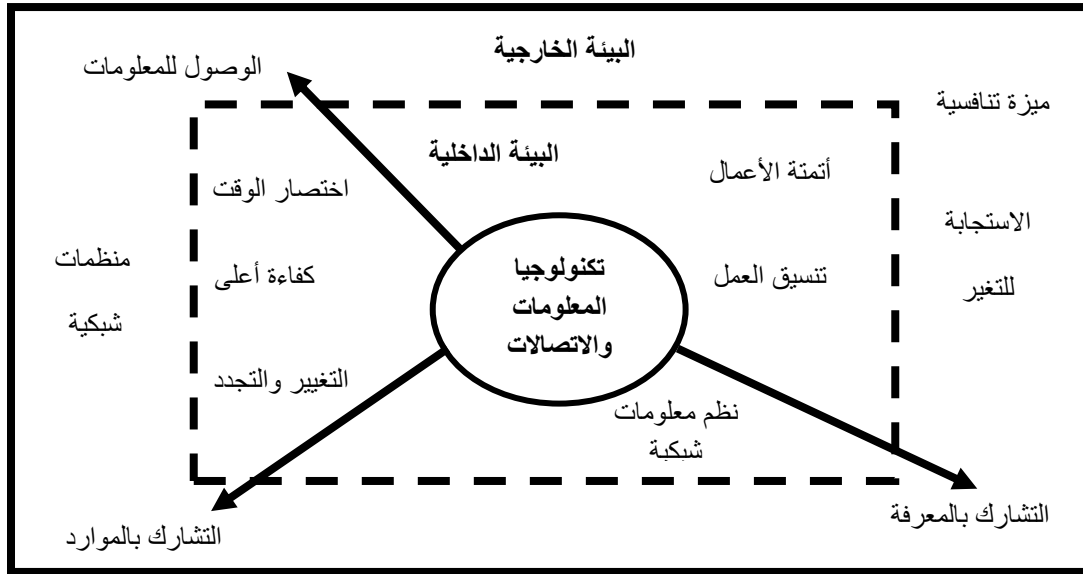 البيئة الخارجية
الوصول للمعلومات
ميزة تنافسية
البيئة الداخلية
أتمتة الأعمال
اختصار الوقت
الاستجابة
للتغير
منظمات
شبكية
تكنولوجيا
المعلومات
والاتصالات
تنسيق العمل
كفاءة أعلى
التغيير والتجدد
نظم معلومات
شبكبة
التشارك بالمعرفة
التشارك بالموارد